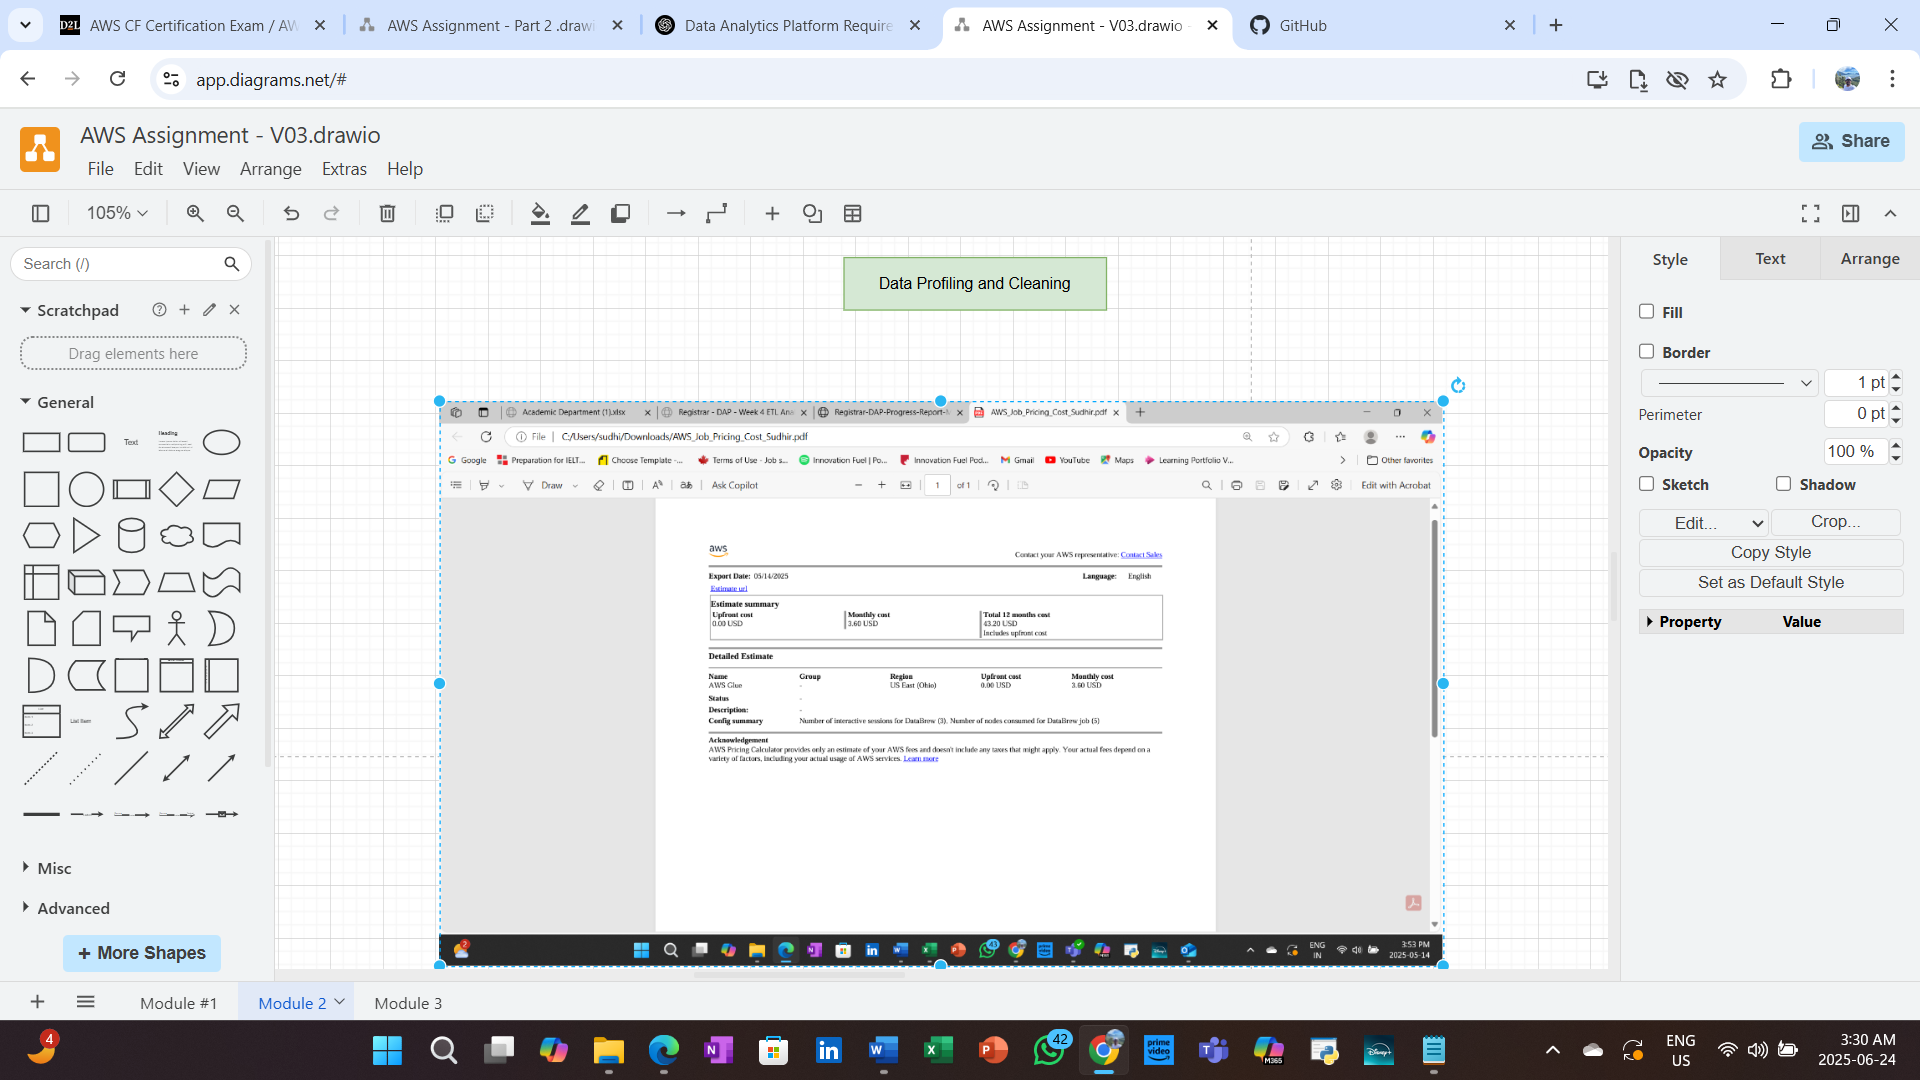 AWS CF Certification Exam / AW
AWS Assignment - Part 2 .drawi
Data Analytics Platform Require
AWS Assignment - V03.drawio -
GitHub
app.diagrams.net/#
AWS Assignment - V03.drawio
Share
File Edit View Arrange Extras Help
105%
Search (/)
Style Text Arrange
Data Profiling and Cleaning
Scratchpad
Fill
Drag elements here
Border
1 pt
General
Perimeter 0 pt
Opacity 100 %
Sketch Shadow
Edit... Crop...
Copy Style
Set as Default Style
Property Value
Text
Heading
List Item
Misc
Advanced
+ More Shapes
Academic Department (1).xlsx
Registrar - DAP - Week 4 ETL Ana
Registrar-DAP-Progress-Report-
AWS_Job_Pricing_Cost_Sudhir.pdf
File C:/Users/sudhi/Downloads/AWS_Job_Pricing_Cost_Sudhir.pdf
Google Preparation for IELT... Choose Template -... Terms of Use - Job s... Innovation Fuel | Po... Innovation Fuel Pod... Gmail YouTube Maps Learning Portfolio V... Other favorites
Draw Ask Copilot 1 of 1 Edit with Acrobat
aws
Contact your AWS representative: Contact Sales
Export Date: 05/14/2025 Language: English
Estimate url
Estimate summary
Upfront cost Monthly cost Total 12 months cost
0.00 USD 3.60 USD 43.20 USD
Includes upfront cost
Detailed Estimate
Name Group Region Upfront cost Monthly cost
AWS Glue - US East (Ohio) 0.00 USD 3.60 USD
Status -
Description: -
Config summary Number of interactive sessions for DataBrew (3). Number of nodes consumed for DataBrew job (5)
Acknowledgement
AWS Pricing Calculator provides only an estimate of your AWS fees and doesn't include any taxes that might apply. Your actual fees depend on a
variety of factors, including your actual usage of AWS services. Learn more
ENG
IN
3:53 PM
2025-05-14
Module #1 Module 2 Module 3
4
42
prime
video
M365
Disney+
ENG
US
3:30 AM
2025-06-24